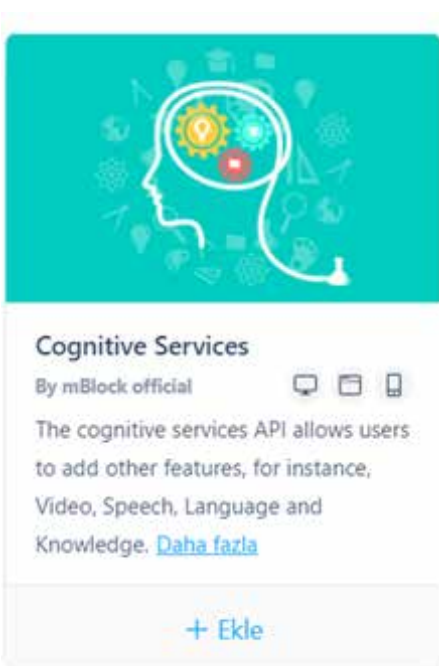 Cognitive Services
By mBlock official
The cognitive services API allows users
to add other features, for instance,
Video, Speech, Language and
Knowledge. Daha fazla
+ Ekle